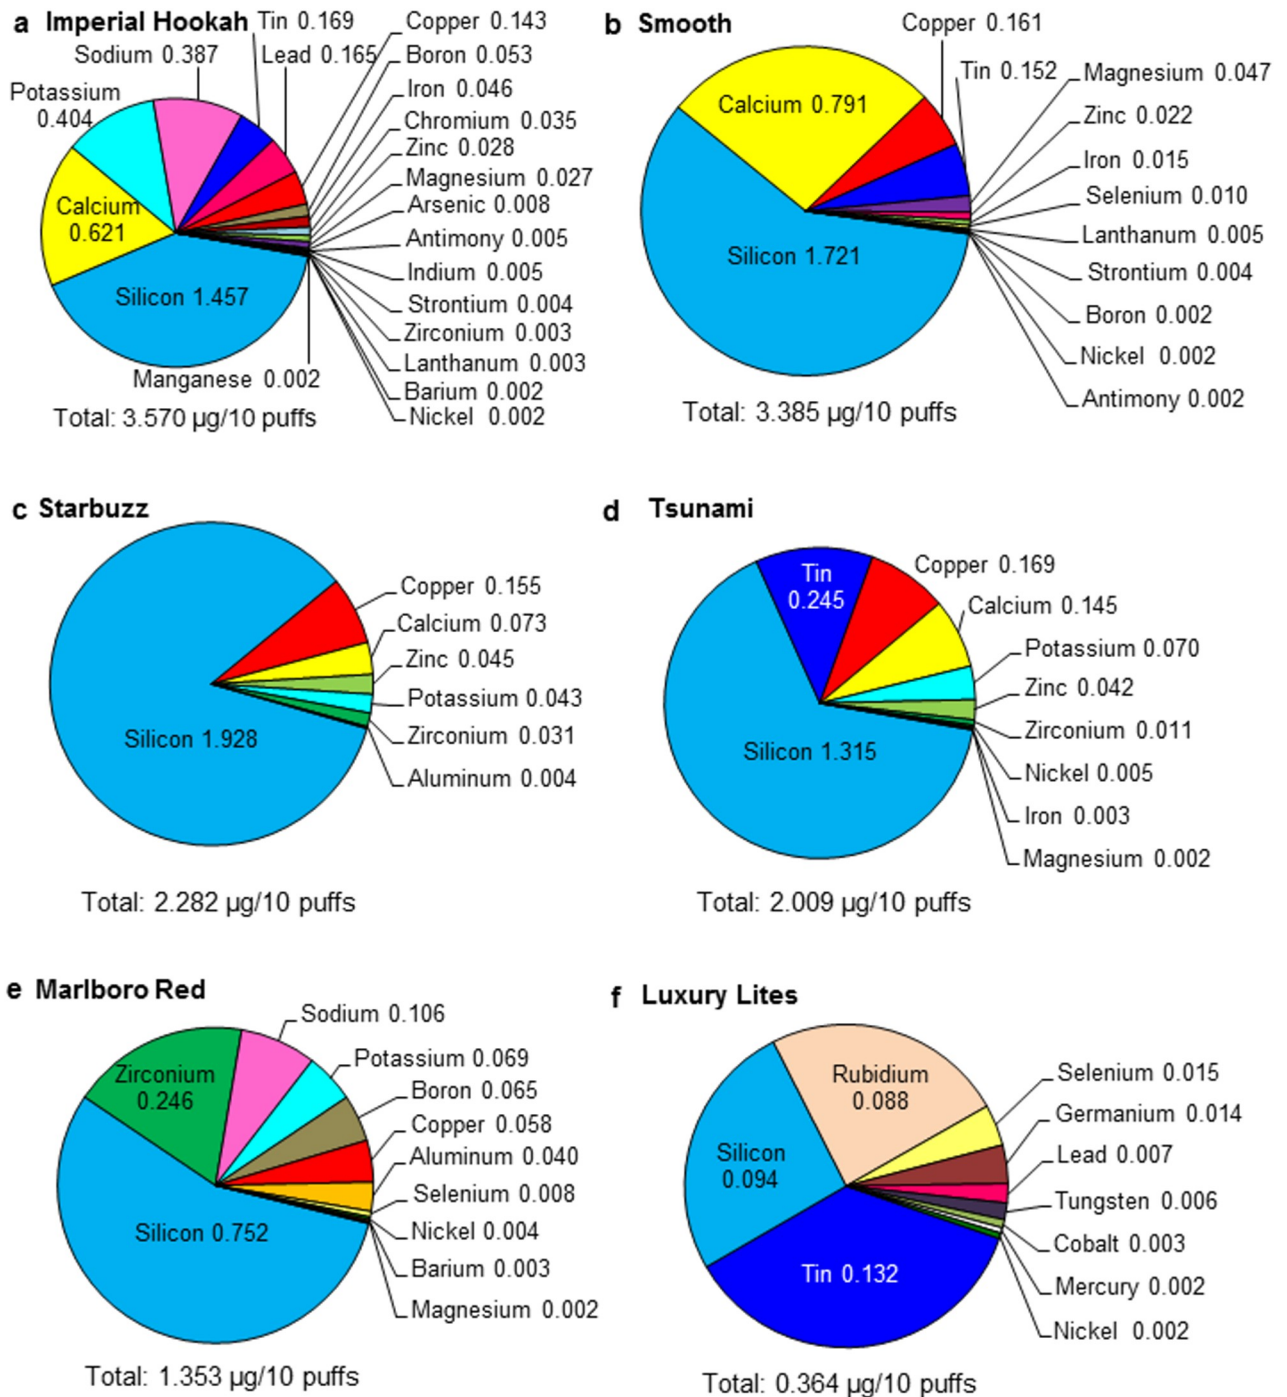 a Imperial Hookah
Tin 0.169
Sodium 0.387
Lead 0.165
Potassium
0.404
Calcium
0.621
Silicon 1.457
Copper 0.143
Boron 0.053
Iron 0.046
Chromium 0.035
Zinc 0.028
Magnesium 0.027
Arsenic 0.008
Antimony 0.005
Indium 0.005
Strontium 0.004
Zirconium 0.003
Lanthanum 0.003
Barium 0.002
Nickel 0.002
Manganese 0.002
Total: 3.570 µg/10 puffs
b Smooth
Copper 0.161
Tin 0.152
Calcium 0.791
Silicon 1.721
Magnesium 0.047
Zinc 0.022
Iron 0.015
Selenium 0.010
Lanthanum 0.005
Strontium 0.004
Boron 0.002
Nickel 0.002
Antimony 0.002
Total: 3.385 µg/10 puffs
c Starbuzz
Silicon 1.928
Copper 0.155
Calcium 0.073
Zinc 0.045
Potassium 0.043
Zirconium 0.031
Aluminum 0.004
Total: 2.282 µg/10 puffs
d Tsunami
Tin
0.245
Silicon 1.315
Copper 0.169
Calcium 0.145
Potassium 0.070
Zinc 0.042
Zirconium 0.011
Nickel 0.005
Iron 0.003
Magnesium 0.002
Total: 2.009 µg/10 puffs
e Marlboro Red
Zirconium
0.246
Silicon 0.752
Sodium 0.106
Potassium 0.069
Boron 0.065
Copper 0.058
Aluminum 0.040
Selenium 0.008
Nickel 0.004
Barium 0.003
Magnesium 0.002
Total: 1.353 µg/10 puffs
f Luxury Lites
Rubidium
0.088
Silicon
0.094
Tin 0.132
Selenium 0.015
Germanium 0.014
Lead 0.007
Tungsten 0.006
Cobalt 0.003
Mercury 0.002
Nickel 0.002
Total: 0.364 µg/10 puffs